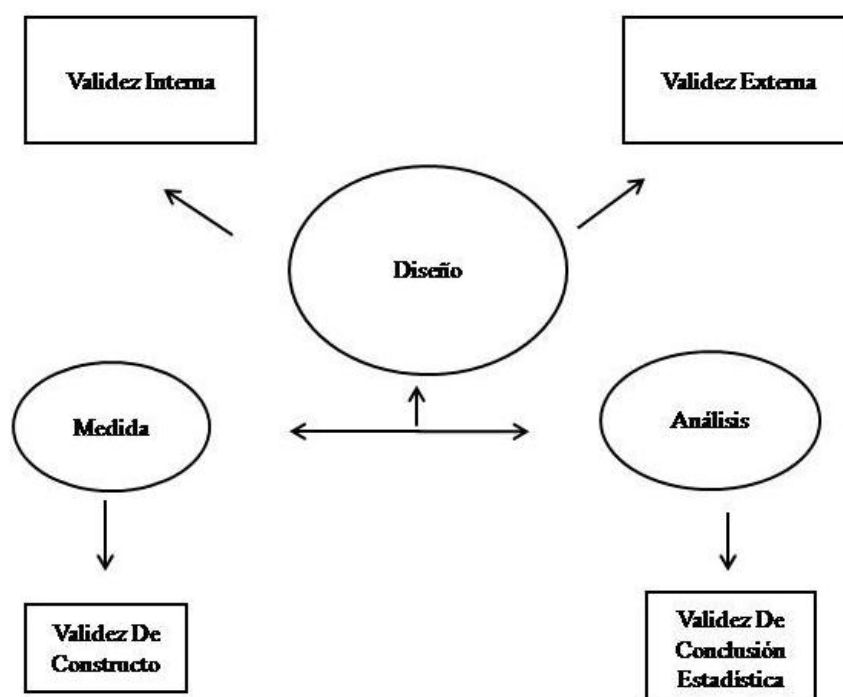 Validez Interna
Validez Externa
Diseño
Medida
Análisis
Validez De
Constructo
Validez De
Conclusión
Estadística